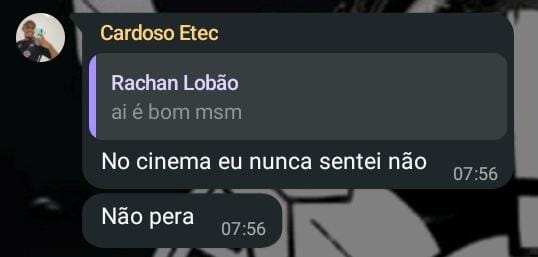 Cardoso Etec
Rachan Lobão
ai é bom msm
No cinema eu nunca sentei não
07:56
Não pera
07:56